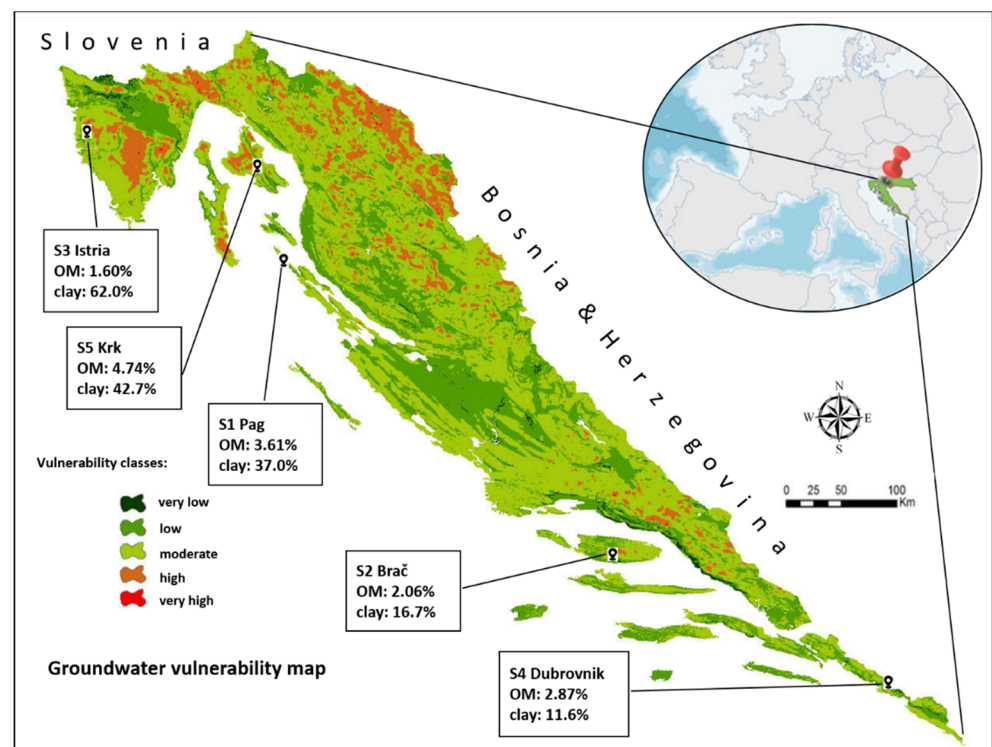 Slovenia
Bosnia & Herzegovina
S3 Istria
OM: 1.60%
clay: 62.0%
S5 Krk
OM: 4.74%
clay: 42.7%
S1 Pag
OM: 3.61%
clay: 37.0%
Vulnerability classes:
very low
low
moderate
high
very high
N
W
E
S
0 25 50 100
Km
S2 Brač
OM: 2.06%
clay: 16.7%
S4 Dubrovnik
OM: 2.87%
clay: 11.6%
Groundwater vulnerability map